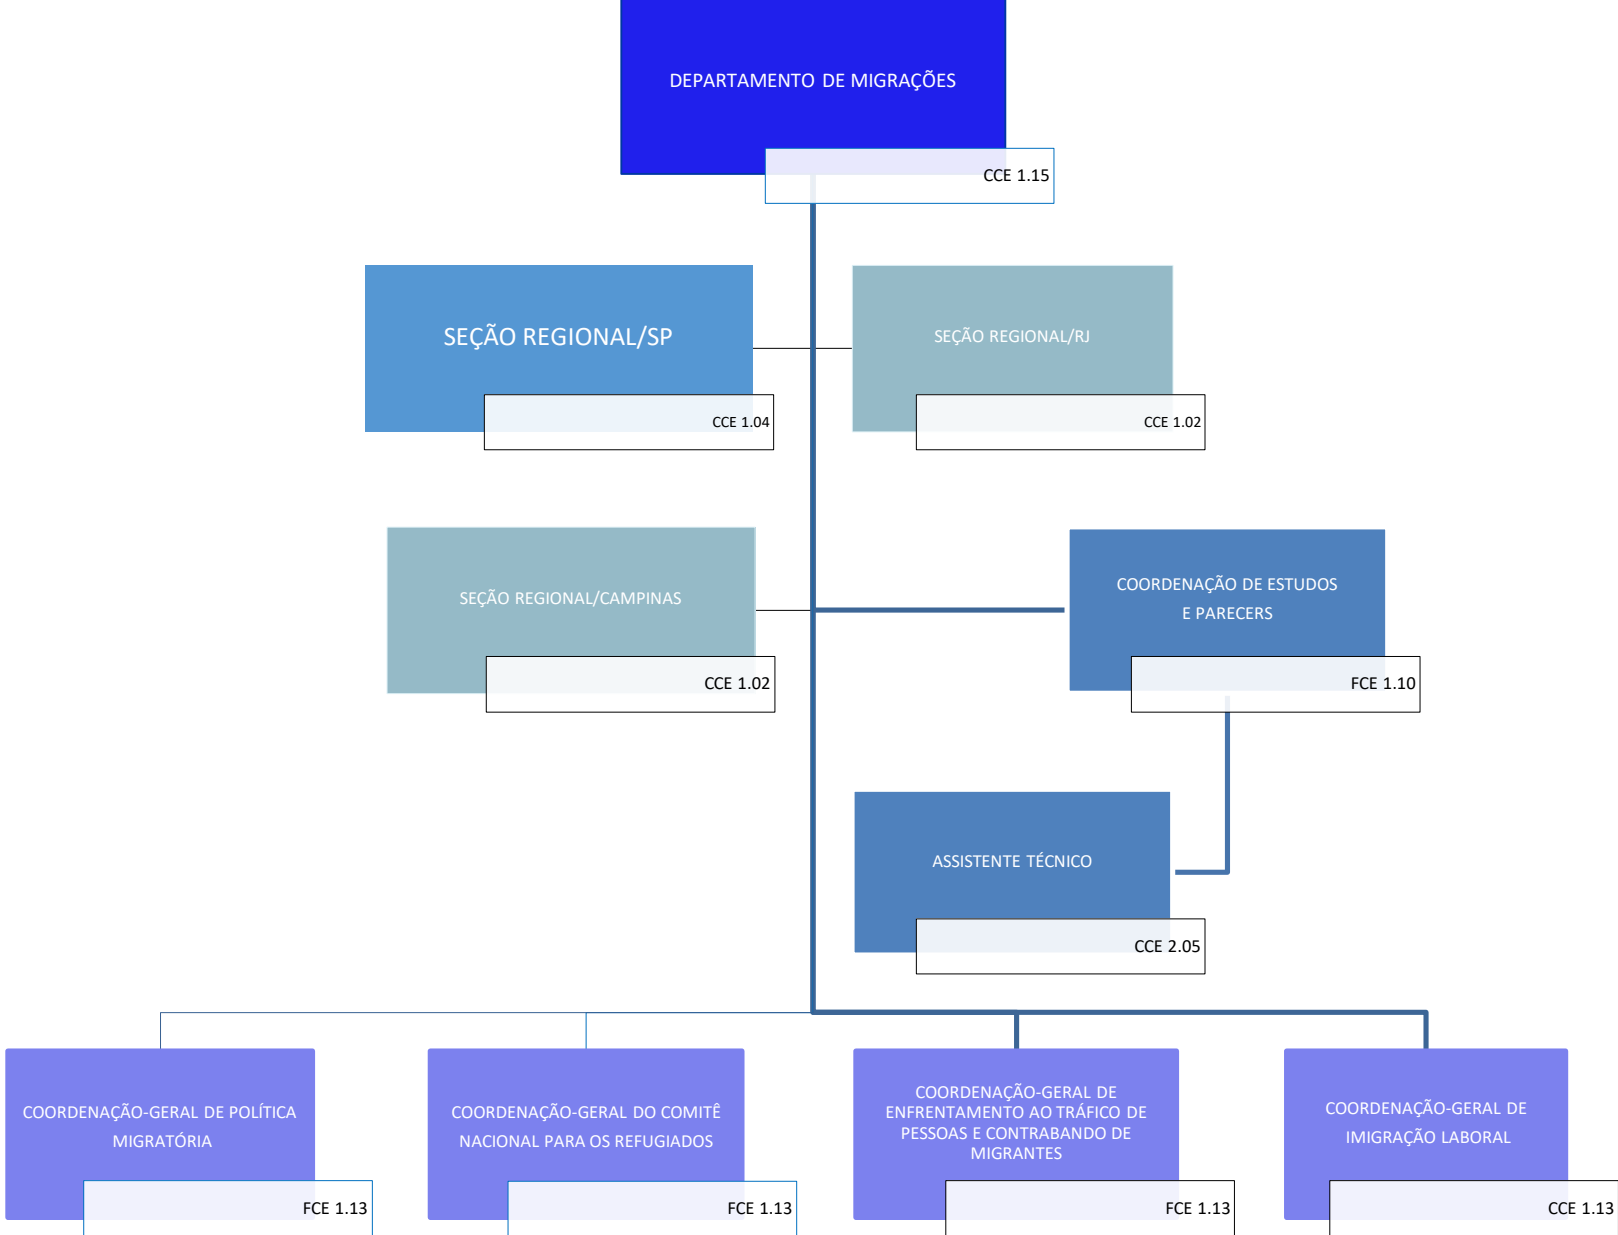 DEPARTAMENTO DE MIGRAÇÕES
CCE 1.15
SEÇÃO REGIONAL/SP
CCE 1.04
SEÇÃO REGIONAL/RJ
CCE 1.02
SEÇÃO REGIONAL/CAMPINAS
CCE 1.02
COORDENAÇÃO DE ESTUDOS
E PARECERS
FCE 1.10
ASSISTENTE TÉCNICO
CCE 2.05
COORDENAÇÃO-GERAL DE POLÍTICA
MIGRATÓRIA
FCE 1.13
COORDENAÇÃO-GERAL DO COMITÊ
NACIONAL PARA OS REFUGIADOS
FCE 1.13
COORDENAÇÃO-GERAL DE
ENFRENTAMENTO AO TRÁFICO DE
PESSOAS E CONTRABANDO DE
MIGRANTES
FCE 1.13
COORDENAÇÃO-GERAL DE
IMIGRAÇÃO LABORAL
CCE 1.13